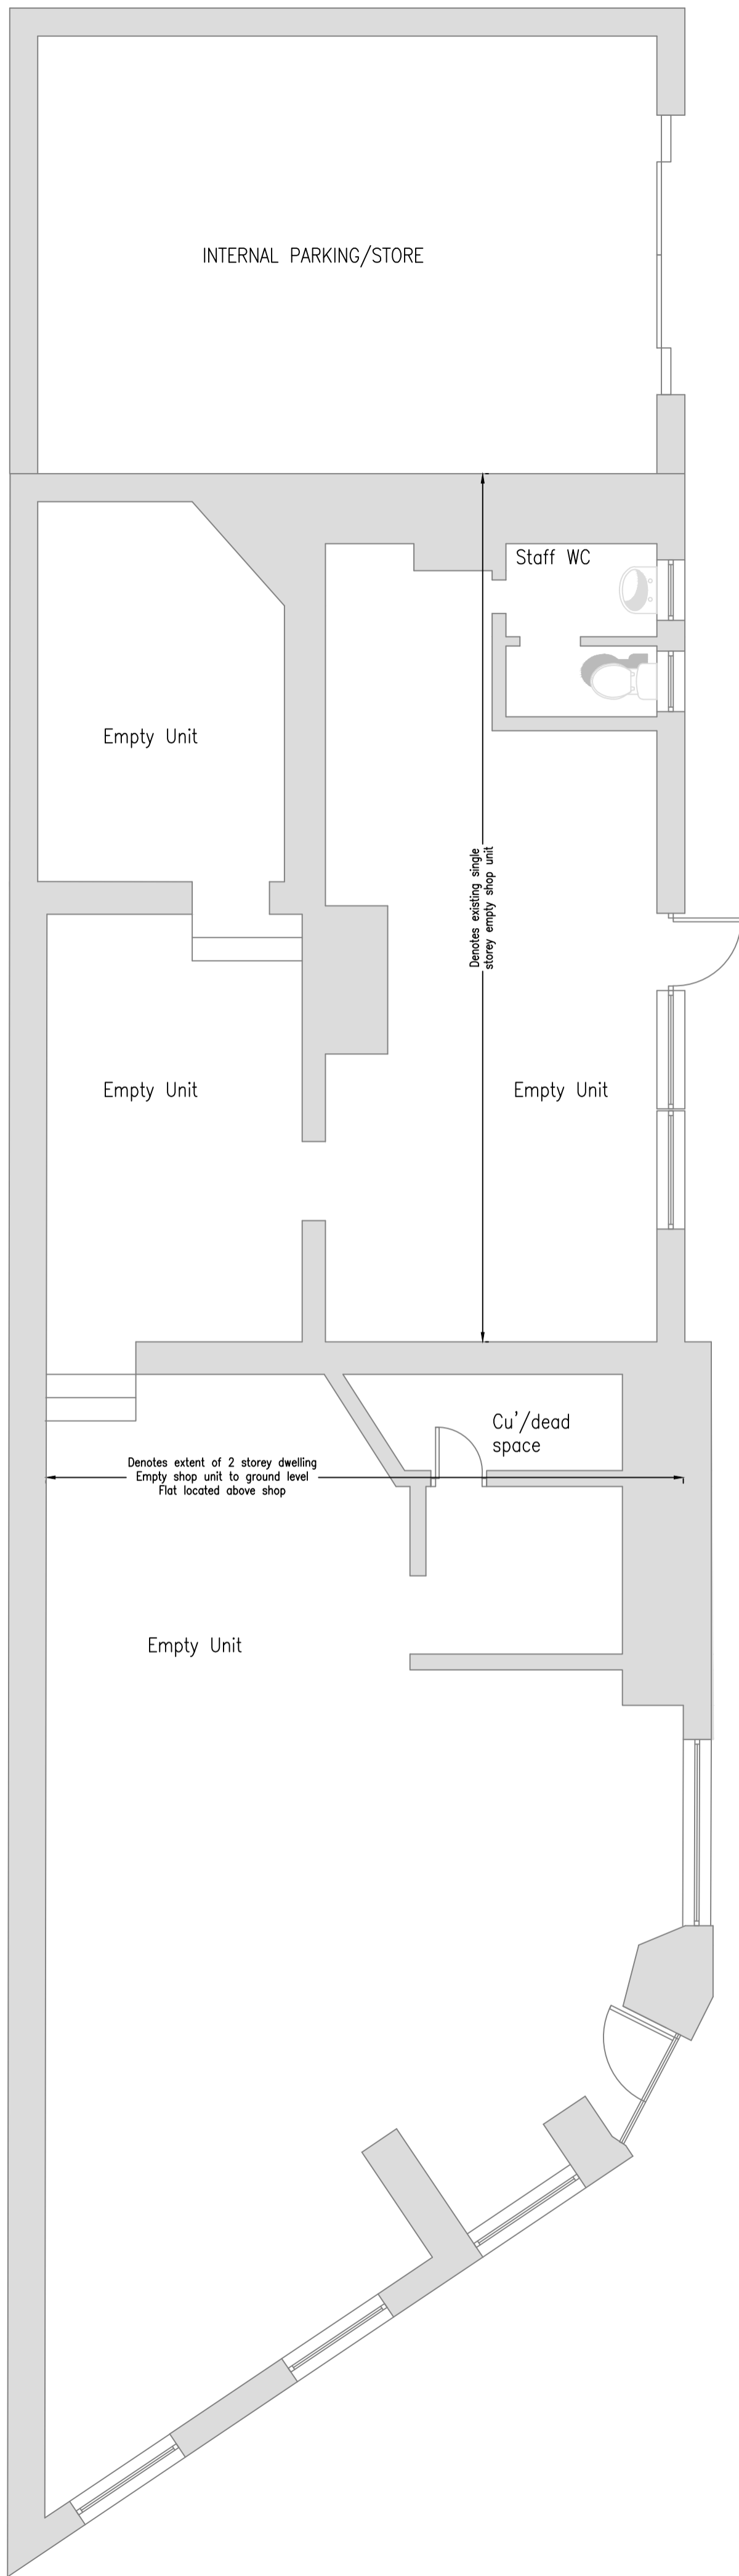 INTERNAL PARKING/STORE
Staff WC
Empty Unit
Denotes existing single
storey empty shop unit
Empty Unit
Empty Unit
Cu'/dead
space
Denotes extent of 2 storey dwelling
Empty shop unit to ground level
Flat located above shop
Empty Unit